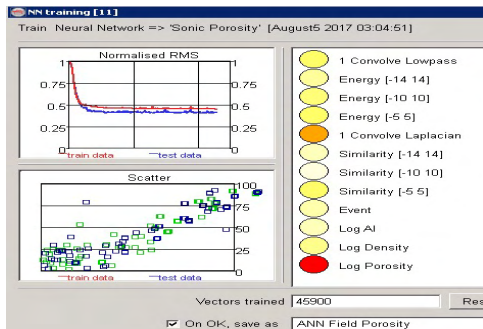 NN training [11]
Train Neural Network => 'Sonic Porosity' [August5 2017 03:04:51]
Normalised RMS
1 1
0.75 0.75
0.5 0.5
0.25 0.25
0 0
train data test data
Scatter
100
75
50
25
0
train data test data
1 Convolve Lowpass
Energy [-14 14]
Energy [-10 10]
Energy [-5 5]
1 Convolve Laplacian
Similarity [-14 14]
Similarity [-10 10]
Similarity [-5 5]
Event
Log AI
Log Density
Log Porosity
Vectors trained 45900 Res
On OK, save as ANN Field Porosity